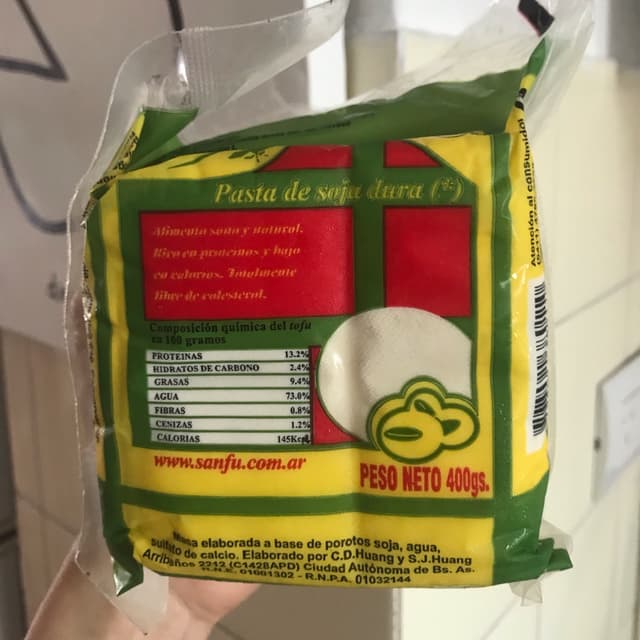 Pasta de soja dura (*)
Alimento sano y natural.
Rico en proteinas y bajo
en calorías. Totalmente
libre de colesterol.
Composición química del tofu
en 100 gramos
PROTEINAS 13.2%
HIDRATOS DE CARBONO 2.4%
GRASAS 9.4%
AGUA 73.0%
FIBRAS 0.8%
CENIZAS 1.2%
CALORIAS 145Kcal
www.sanfu.com.ar
PESO NETO 400gs.
Masa elaborada a base de porotos soja, agua,
sulfito de calcio. Elaborado por C.D.Huang y S.J.Huang
Arribaños 2212 (C1428APD) Ciudad Autónoma de Bs. As.
R.N.E. 01001302 - R.N.P.A. 01032144
Atención al consumidor